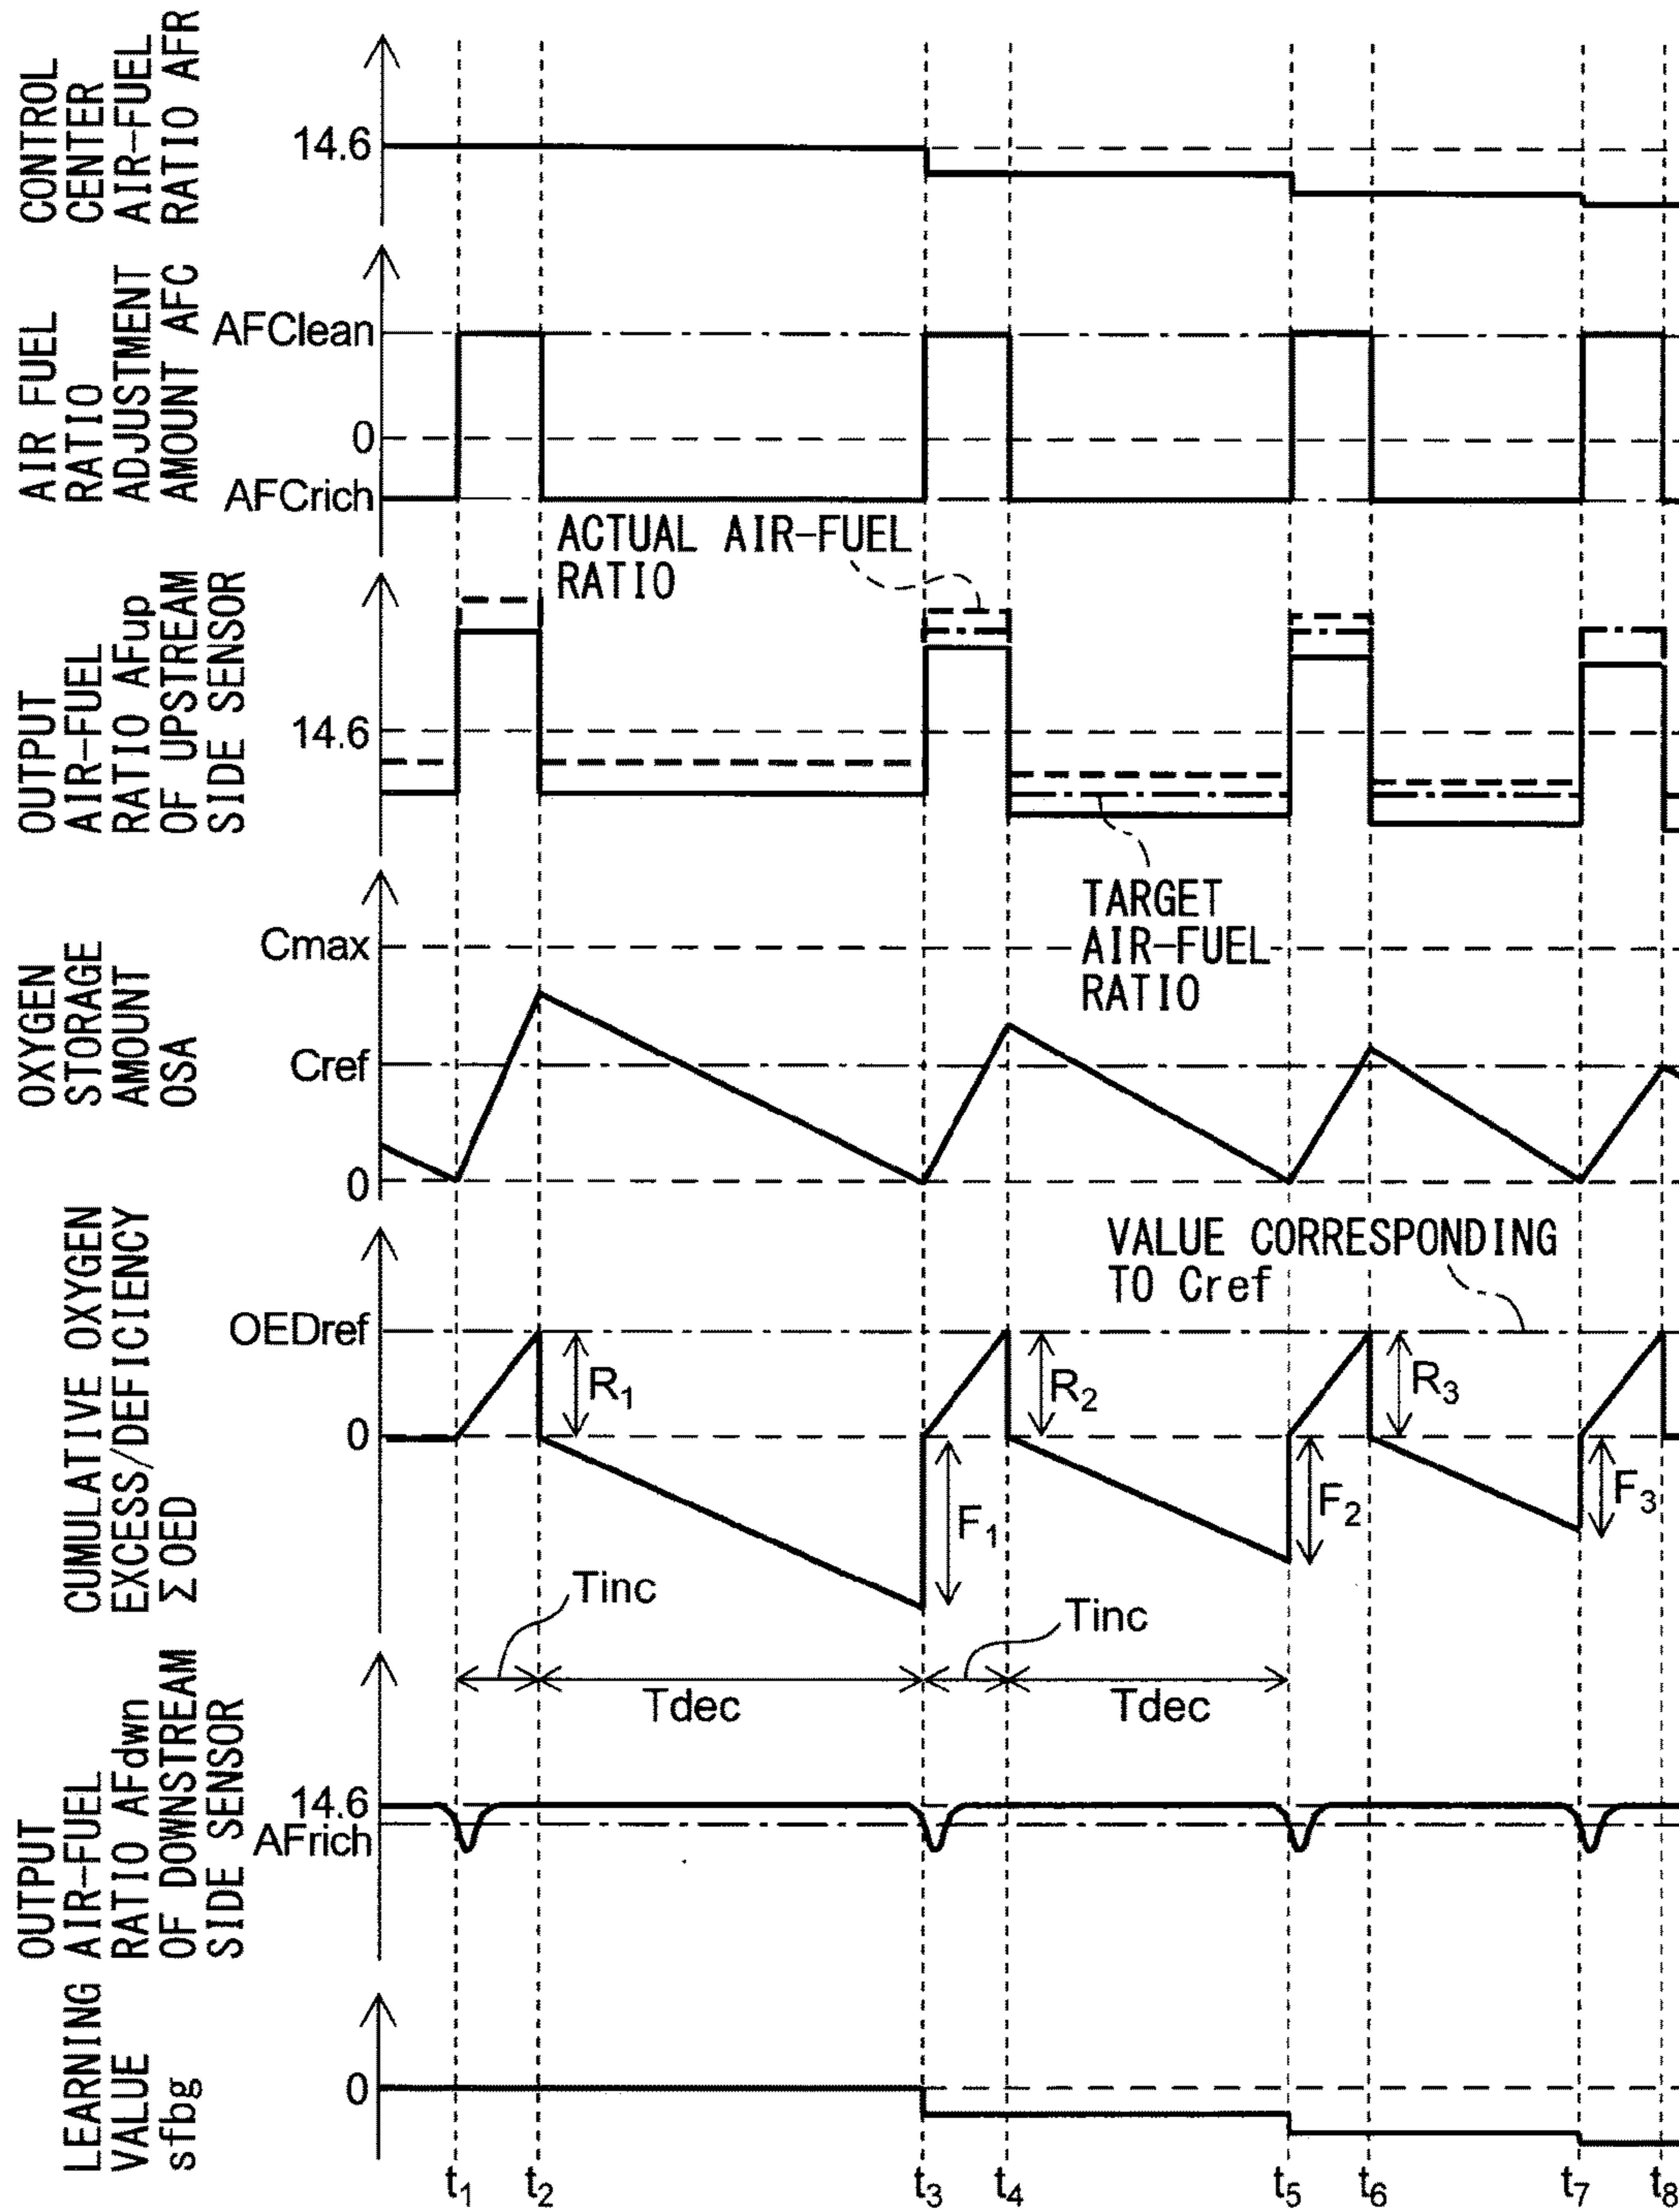 CONTROL
CENTER
AIR-FUEL
RATIO AFR
14.6
AIR FUEL
RATIO
ADJUSTMENT
AMOUNT AFC
AFClean
0
AFCrich
ACTUAL AIR-FUEL
RATIO
OUTPUT
AIR-FUEL
RATIO AFup
OF UPSTREAM
SIDE SENSOR
14.6
TARGET
AIR-FUEL
RATIO
OXYGEN
STORAGE
AMOUNT
OSA
Cmax
Cref
0
VALUE CORRESPONDING
TO Cref
CUMULATIVE OXYGEN
EXCESS/DEFICIENCY
ΣOED
OEDref
0
R1
R2
R3
F1
F2
F3
Tinc
Tinc
Tdec
Tdec
OUTPUT
AIR-FUEL
RATIO AFdwn
OF DOWNSTREAM
SIDE SENSOR
14.6
AFrich
LEARNING
VALUE
sfbg
0
t1 t2 t3 t4 t5 t6 t7 t8